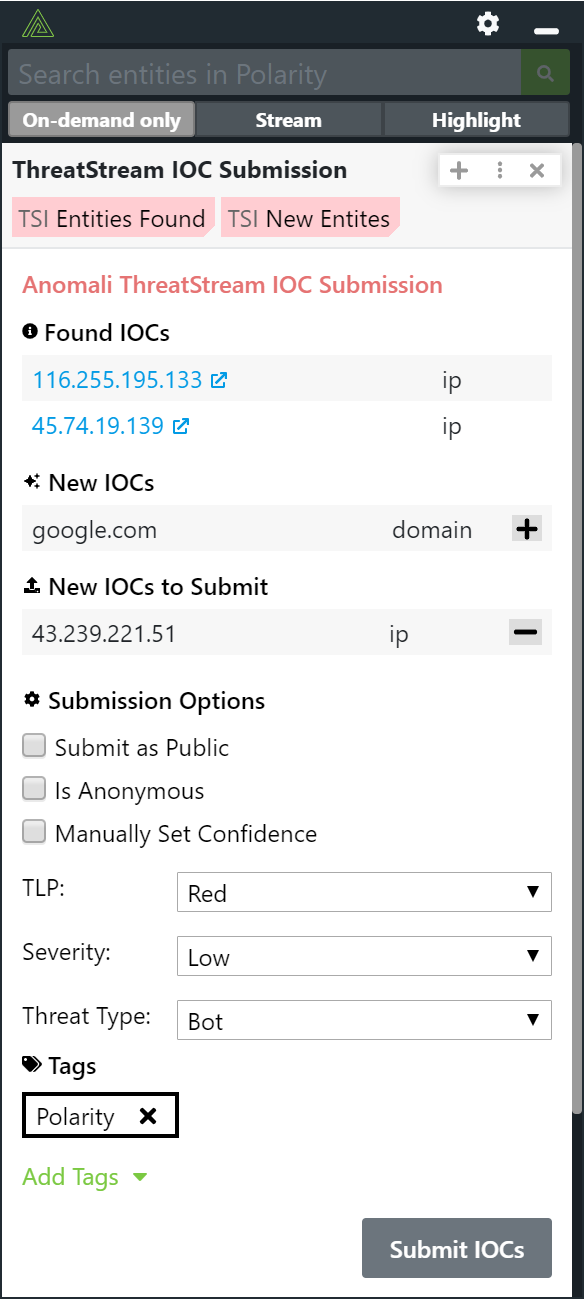 Search entities in Polarity
On-demand only Stream Highlight
ThreatStream IOC Submission
TSI Entities Found TSI New Entites
Anomali ThreatStream IOC Submission
Found IOCs
116.255.195.133 ip
45.74.19.139 ip
New IOCs
google.com domain
New IOCs to Submit
43.239.221.51 ip
Submission Options
Submit as Public
Is Anonymous
Manually Set Confidence
TLP: Red
Severity: Low
Threat Type: Bot
Tags
Polarity
Add Tags
Submit IOCs